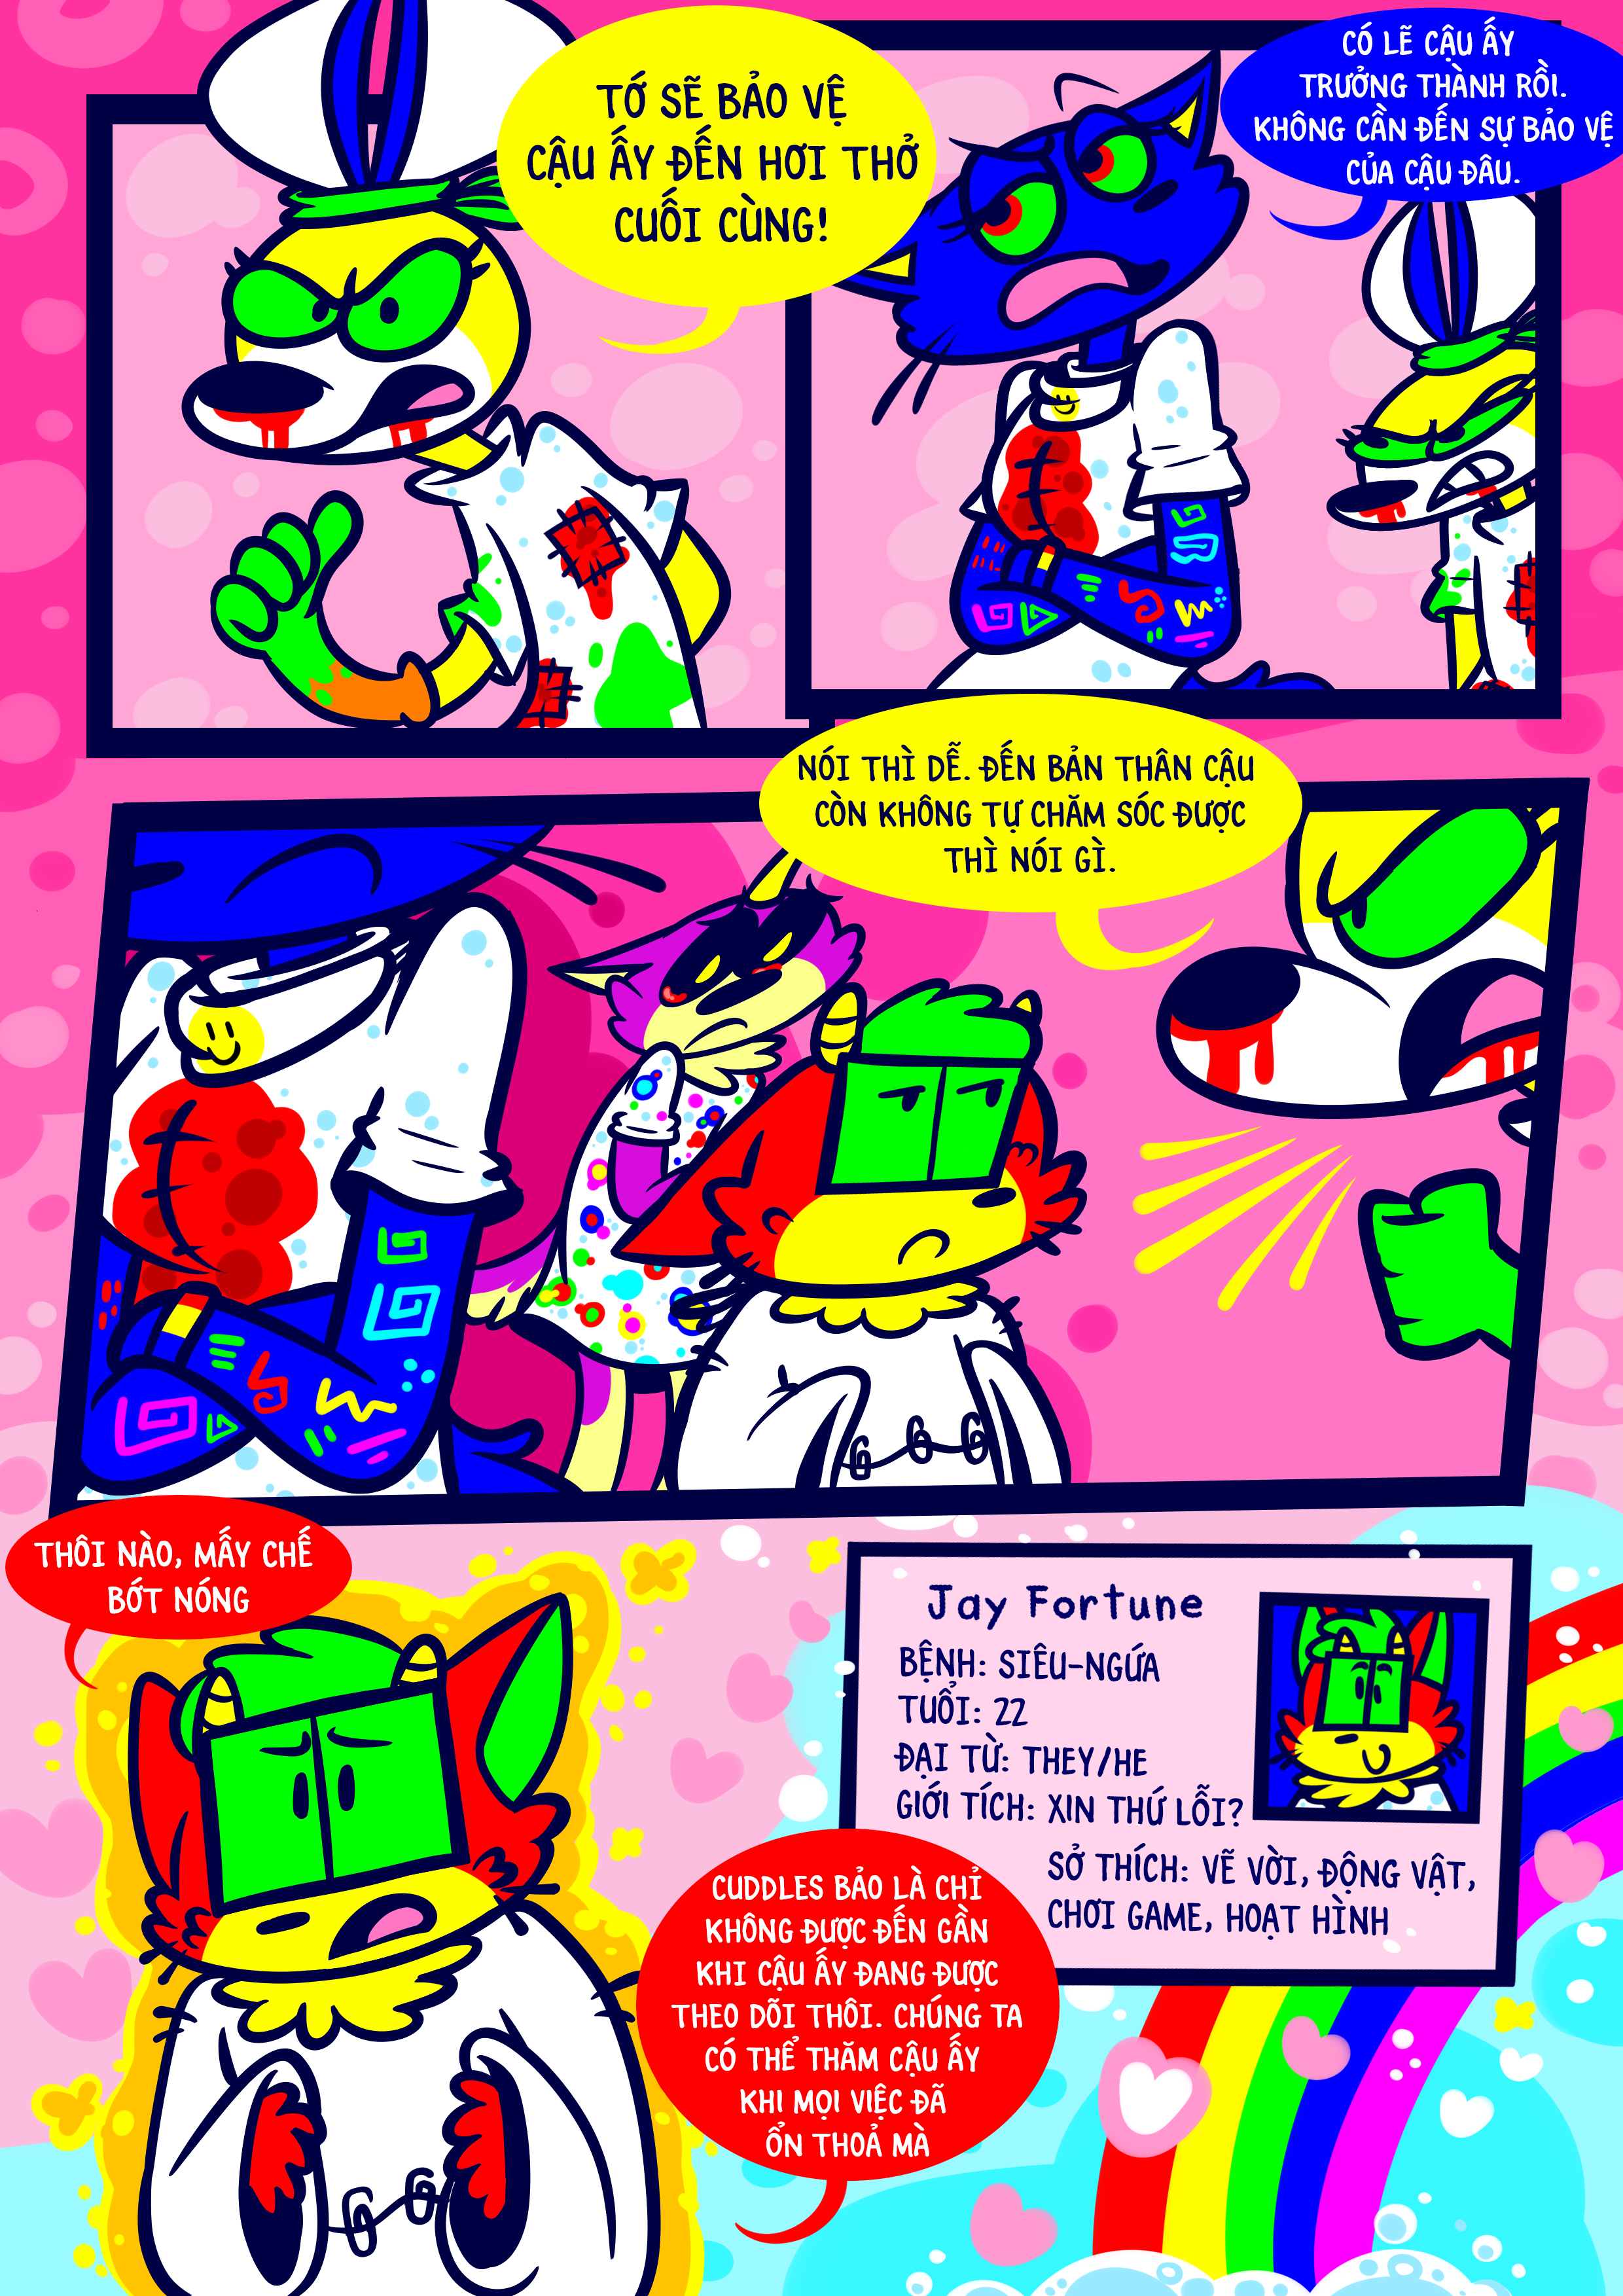 TỚ SẼ BẢO VỆ
CẬU ẤY ĐẾN HƠI THỞ
CUỐI CÙNG!
CÓ LẼ CẬU ẤY
TRƯỞNG THÀNH RỒI.
KHÔNG CẦN ĐẾN SỰ BẢO VỆ
CỦA CẬU ĐÂU.
NÓI THÌ DỄ. ĐẾN BẢN THÂN CẬU
CÒN KHÔNG TỰ CHĂM SÓC ĐƯỢC
THÌ NÓI GÌ.
666
THÔI NÀO, MẤY CHẾ
BỚT NÓNG
Jay Fortune
BỆNH: SIÊU-NGỨA
TUỔI: 22
ĐẠI TỪ: THEY/HE
GIỚI TÍCH: XIN THỨ LỖI?
SỞ THÍCH: VẼ VỜI, ĐỘNG VẬT,
CHƠI GAME, HOẠT HÌNH
CUDDLES BẢO LÀ CHỈ
KHÔNG ĐƯỢC ĐẾN GẦN
KHI CẬU ẤY ĐANG ĐƯỢC
THEO DÕI THÔI. CHÚNG TA
CÓ THỂ THĂM CẬU ẤY
KHI MỌI VIỆC ĐÃ
ỔN THOẢ MÀ
66